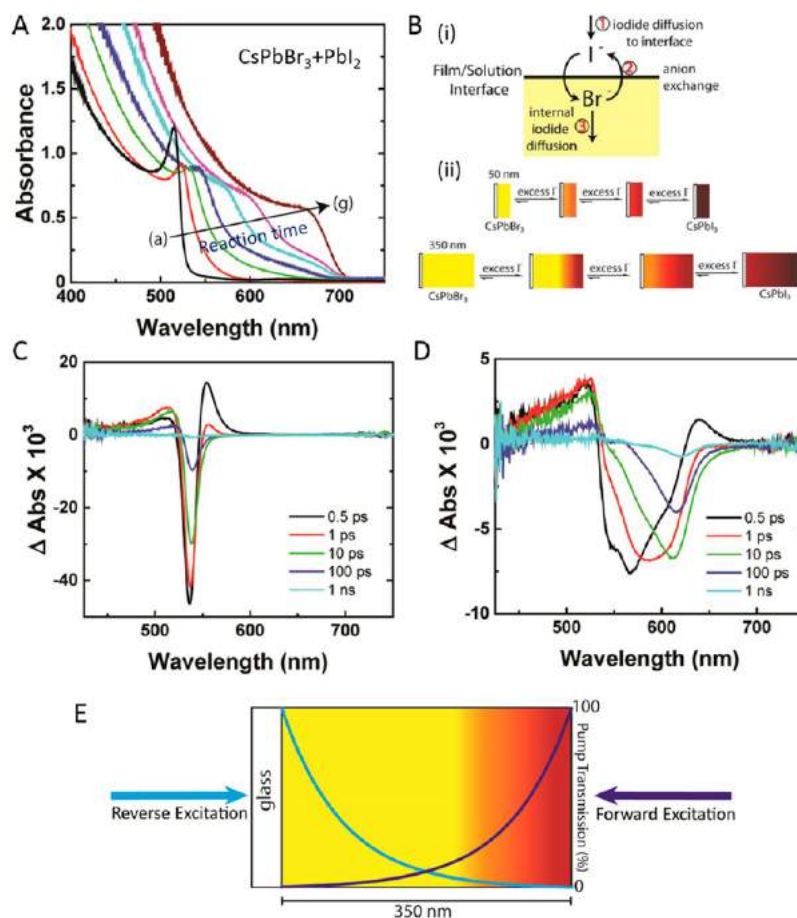 A
2.0
1.5
1.0
0.5
0
Absorbance
CsPbBr3+PbI2
(a)
(g)
Reaction time
400 500 600 700
Wavelength (nm)
B
(i)
① iodide diffusion
to interface
I-
②
Film/Solution
Interface
anion
exchange
Br-
internal
iodide
diffusion
③
(ii)
50 nm
excess I-
excess I-
excess I-
CsPbBr3
CsPbI3
350 nm
excess I-
excess I-
excess I-
CsPbBr3
CsPbI3
C
20
0
-20
-40
Δ Abs X 10³
0.5 ps
1 ps
10 ps
100 ps
1 ns
500 600 700
Wavelength (nm)
D
5
0
-5
-10
Δ Abs X 10³
0.5 ps
1 ps
10 ps
100 ps
1 ns
500 600 700
Wavelength (nm)
E
glass
100
Pump Transmission (%)
0
Reverse Excitation
Forward Excitation
350 nm